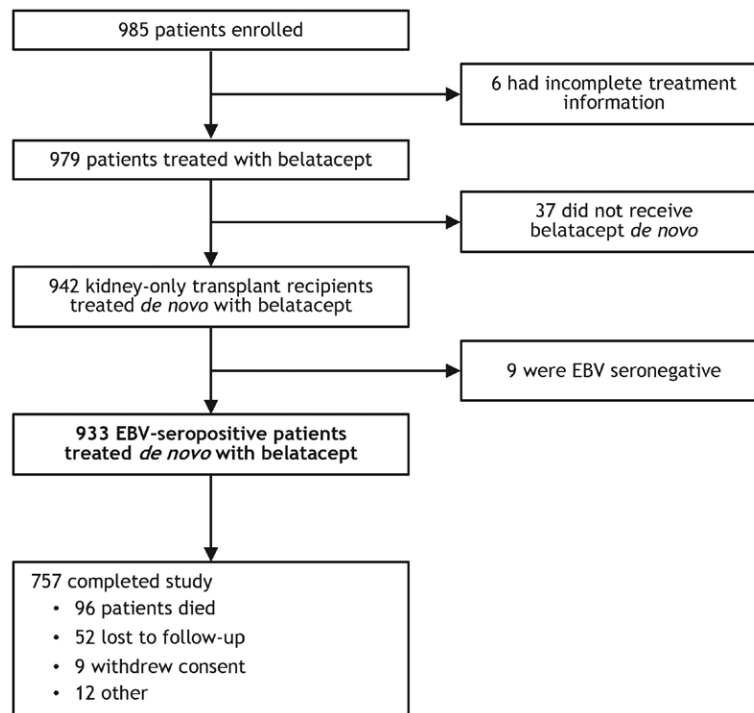 985 patients enrolled
6 had incomplete treatment
information
979 patients treated with belatacept
37 did not receive
belatacept de novo
942 kidney-only transplant recipients
treated de novo with belatacept
9 were EBV seronegative
933 EBV-seropositive patients
treated de novo with belatacept
757 completed study
• 96 patients died
• 52 lost to follow-up
• 9 withdrew consent
• 12 other